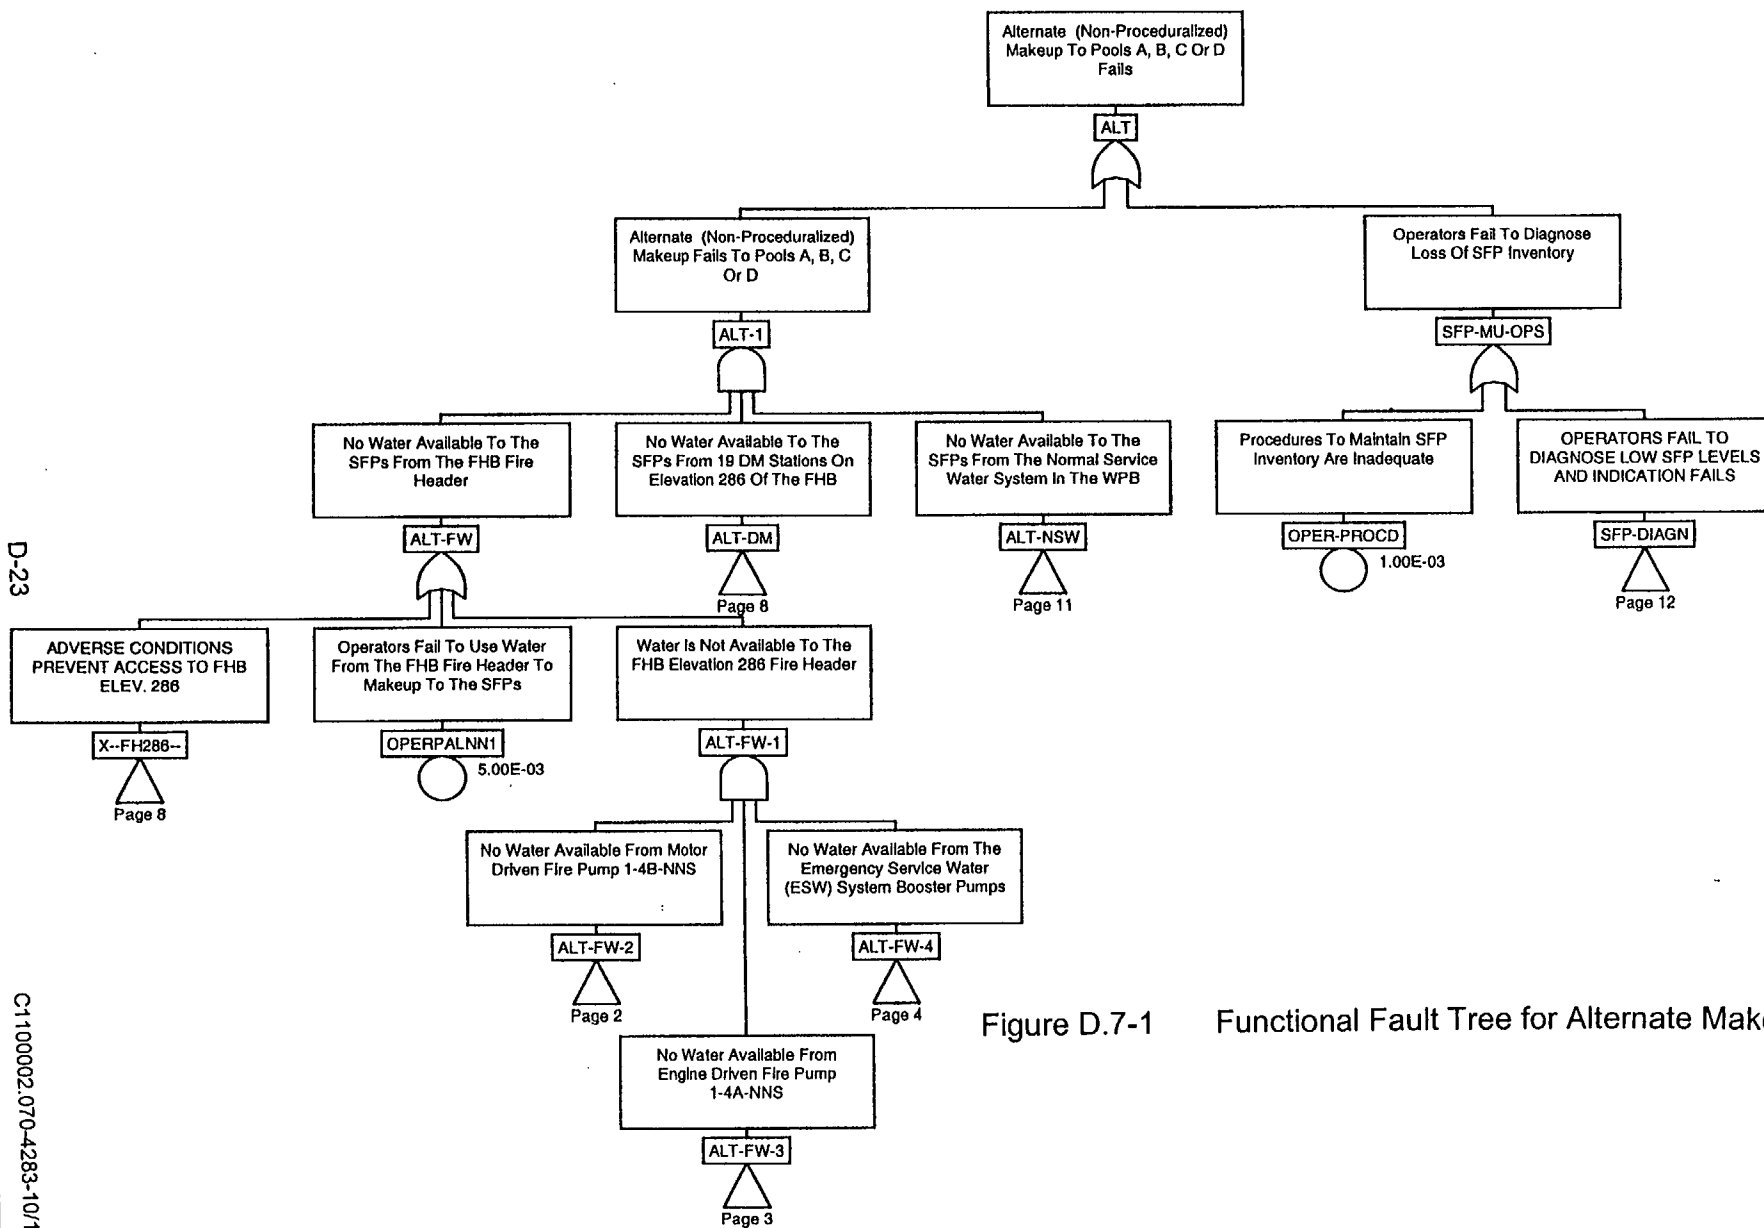 Alternate (Non-Proceduralized)
Makeup To Pools A, B, C Or D
Fails
ALT
Alternate (Non-Proceduralized)
Makeup Fails To Pools A, B, C
Or D
ALT-1
Operators Fail To Diagnose
Loss Of SFP Inventory
SFP-MU-OPS
No Water Available To The
SFPs From The FHB Fire
Header
ALT-FW
No Water Available To The
SFPs From 19 DM Stations On
Elevation 286 Of The FHB
ALT-DM
Page 8
No Water Available To The
SFPs From The Normal Service
Water System In The WPB
ALT-NSW
Page 11
Procedures To Maintain SFP
Inventory Are Inadequate
OPER-PROCD
1.00E-03
OPERATORS FAIL TO
DIAGNOSE LOW SFP LEVELS
AND INDICATION FAILS
SFP-DIAGN
Page 12
ADVERSE CONDITIONS
PREVENT ACCESS TO FHB
ELEV. 286
X--FH286--
Page 8
Operators Fail To Use Water
From The FHB Fire Header To
Makeup To The SFPs
OPERPALNN1
5.00E-03
Water Is Not Available To The
FHB Elevation 286 Fire Header
ALT-FW-1
No Water Available From Motor
Driven Fire Pump 1-4B-NNS
ALT-FW-2
Page 2
No Water Available From The
Emergency Service Water
(ESW) System Booster Pumps
ALT-FW-4
Page 4
No Water Available From
Engine Driven Fire Pump
1-4A-NNS
ALT-FW-3
Page 3
Figure D.7-1 Functional Fault Tree for Alternate Mak
D-23
C1100002.070-4283-10/1